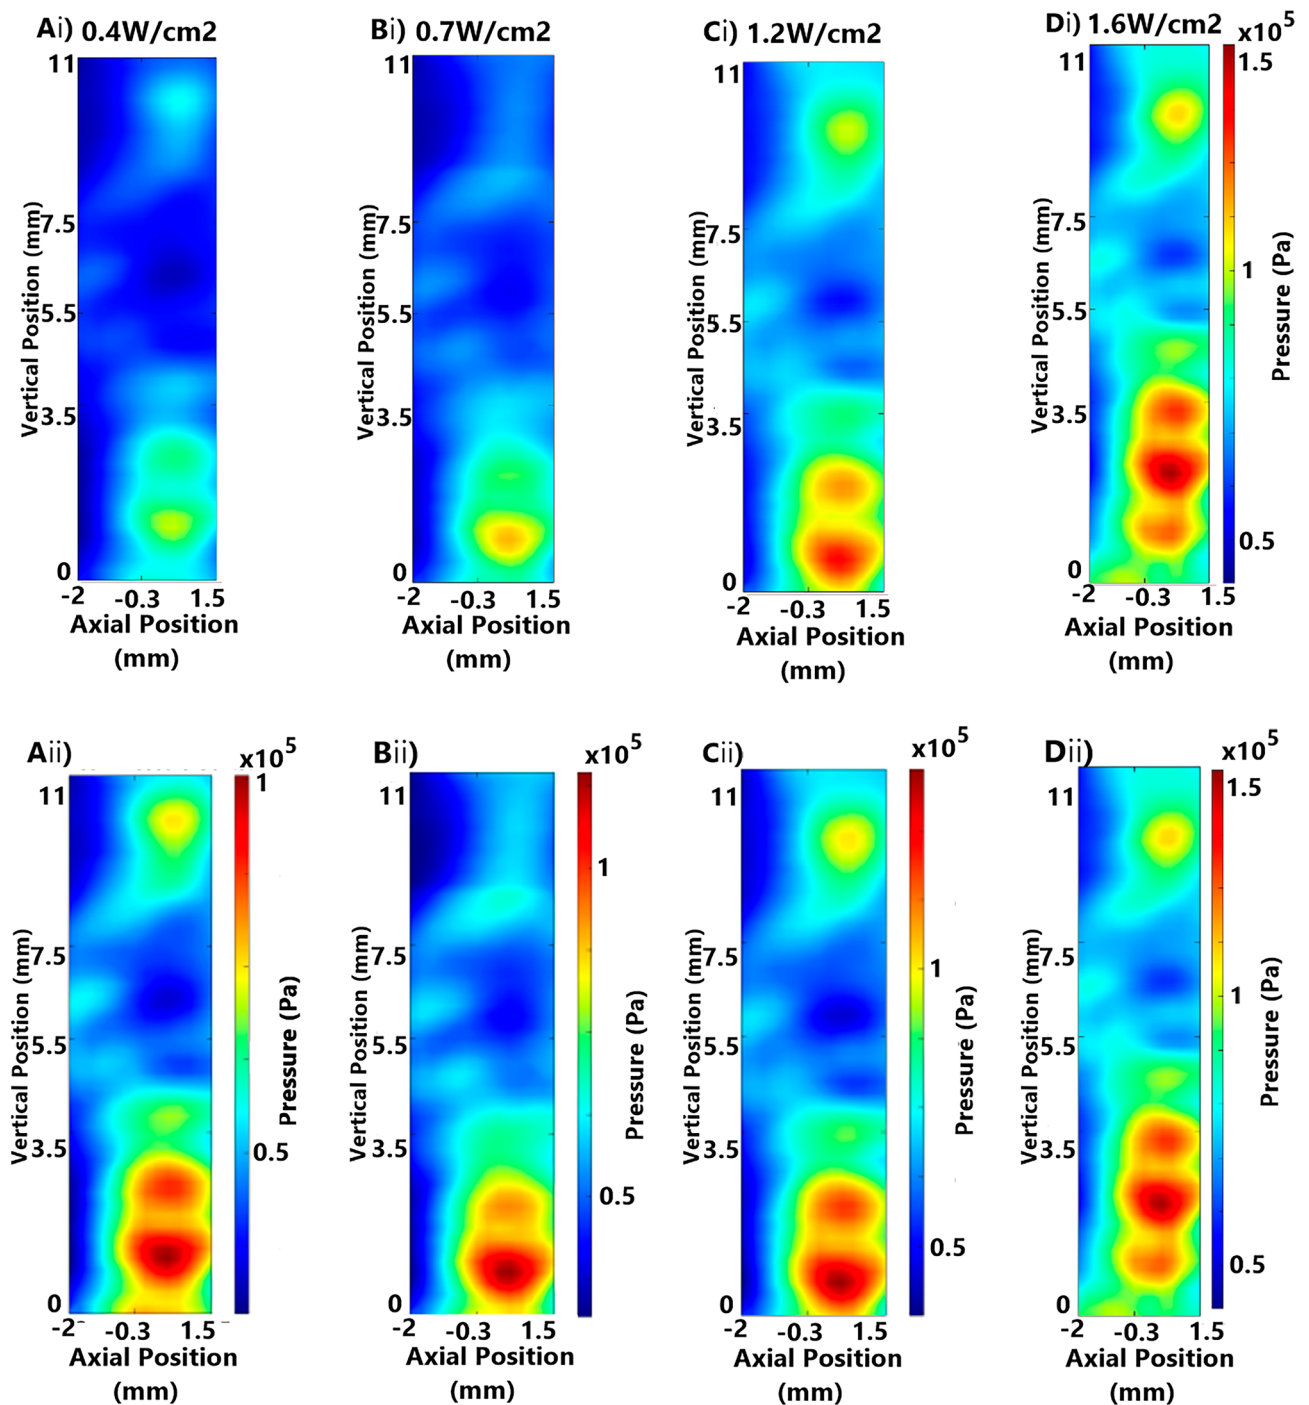 Ai) 0.4W/cm2
Bi) 0.7W/cm2
Ci) 1.2W/cm2
Di) 1.6W/cm2
x10^5
11
7.5
5.5
3.5
0
-2 -0.3 1.5
Vertical Position (mm)
Axial Position
(mm)
11
7.5
5.5
3.5
0
-2 -0.3 1.5
Vertical Position (mm)
Axial Position
(mm)
11
7.5
5.5
3.5
0
-2 -0.3 1.5
Vertical Position (mm)
Axial Position
(mm)
11
7.5
5.5
3.5
0
-2 -0.3 1.5
Vertical Position (mm)
Axial Position
(mm)
1.5
1
0.5
Pressure (Pa)
Aii)
x10^5
11
7.5
5.5
3.5
0
-2 -0.3 1.5
Vertical Position (mm)
Axial Position
(mm)
1
0.5
Pressure (Pa)
Bii)
x10^5
11
7.5
5.5
3.5
0
-2 -0.3 1.5
Vertical Position (mm)
Axial Position
(mm)
1
0.5
Pressure (Pa)
Cii)
x10^5
11
7.5
5.5
3.5
0
-2 -0.3 1.5
Vertical Position (mm)
Axial Position
(mm)
1
0.5
Pressure (Pa)
Dii)
x10^5
11
7.5
5.5
3.5
0
-2 -0.3 1.5
Vertical Position (mm)
Axial Position
(mm)
1.5
1
0.5
Pressure (Pa)